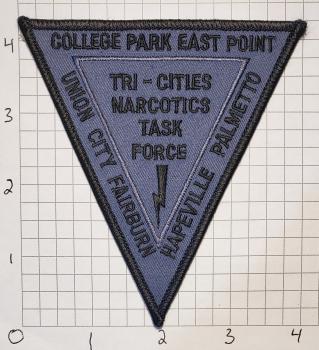 COLLEGE PARK EAST POINT
TRI - CITIES
NARCOTICS
TASK
FORCE
UNION CITY FAIRBURN
HAPEVILLE PALMETTO
4
3
2
1
0
1
2
3
4